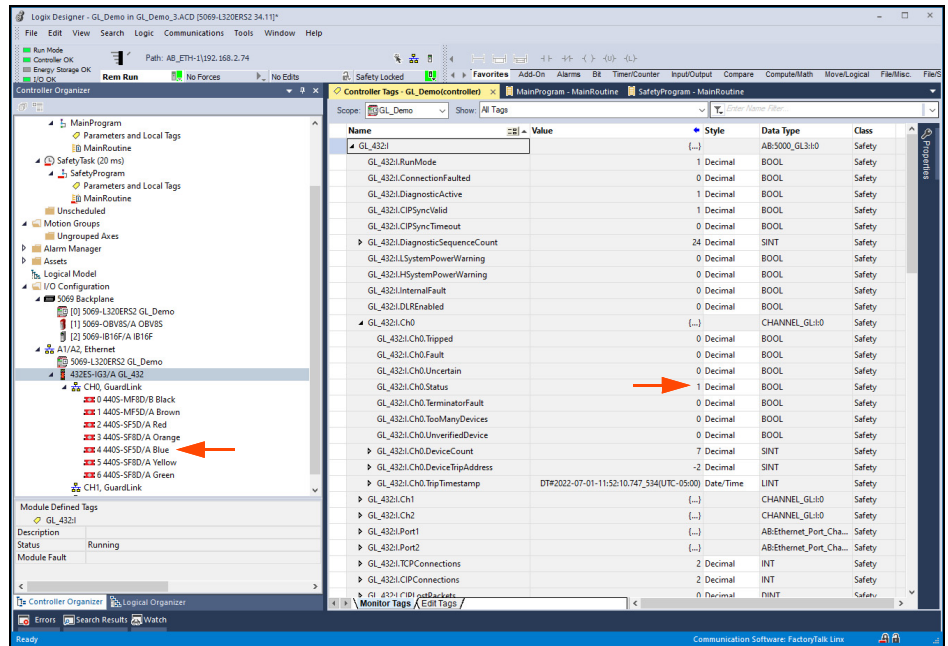 Logix Designer - GL_Demo in GL_Demo_3.ACD [5069-L320ERS2 34.11]*
File Edit View Search Logic Communications Tools Window Help
Run Mode
Controller OK
Energy Storage OK
I/O OK
Path: AB_ETH-1\192.168.2.74
Rem Run No Forces No Edits Safety Locked
Favorites Add-On Alarms Bit Timer/Counter Input/Output Compare Compute/Math Move/Logical File/Misc. File/S
Controller Organizer
MainProgram
Parameters and Local Tags
MainRoutine
SafetyTask (20 ms)
SafetyProgram
Parameters and Local Tags
MainRoutine
Unscheduled
Motion Groups
Ungrouped Axes
Alarm Manager
Assets
Logical Model
I/O Configuration
5069 Backplane
[0] 5069-L320ERS2 GL_Demo
[1] 5069-OBV8S/A OBV8S
[2] 5069-IB16F/A IB16F
A1/A2, Ethernet
5069-L320ERS2 GL_Demo
432ES-IG3/A GL_432
CH0, GuardLink
0 440S-MF8D/B Black
1 440S-MF5D/A Brown
2 440S-SF5D/A Red
3 440S-SF8D/A Orange
4 440S-SF5D/A Blue
5 440S-SF8D/A Yellow
6 440S-SF8D/A Green
CH1, GuardLink
Module Defined Tags
GL_432:I
Description
Status Running
Module Fault
Controller Organizer Logical Organizer
Controller Tags - GL_Demo(controller) × MainProgram - MainRoutine SafetyProgram - MainRoutine
Scope: GL_Demo Show: All Tags Enter Name Filter...
Name Value Style Data Type Class
GL_432:I {...} AB:5000_GL3:I:0 Safety
GL_432:I.RunMode 1 Decimal BOOL Safety
GL_432:I.ConnectionFaulted 0 Decimal BOOL Safety
GL_432:I.DiagnosticActive 1 Decimal BOOL Safety
GL_432:I.CIPSyncValid 1 Decimal BOOL Safety
GL_432:I.CIPSyncTimeout 0 Decimal BOOL Safety
GL_432:I.DiagnosticSequenceCount 24 Decimal SINT Safety
GL_432:I.LSystemPowerWarning 0 Decimal BOOL Safety
GL_432:I.HSystemPowerWarning 0 Decimal BOOL Safety
GL_432:I.InternalFault 0 Decimal BOOL Safety
GL_432:I.DLREnabled 0 Decimal BOOL Safety
GL_432:I.Ch0 {...} CHANNEL_GL:I:0 Safety
GL_432:I.Ch0.Tripped 0 Decimal BOOL Safety
GL_432:I.Ch0.Fault 0 Decimal BOOL Safety
GL_432:I.Ch0.Uncertain 0 Decimal BOOL Safety
GL_432:I.Ch0.Status 1 Decimal BOOL Safety
GL_432:I.Ch0.TerminatorFault 0 Decimal BOOL Safety
GL_432:I.Ch0.TooManyDevices 0 Decimal BOOL Safety
GL_432:I.Ch0.UnverifiedDevice 0 Decimal BOOL Safety
GL_432:I.Ch0.DeviceCount 7 Decimal SINT Safety
GL_432:I.Ch0.DeviceTripAddress -2 Decimal SINT Safety
GL_432:I.Ch0.TripTimestamp DT#2022-07-01-11:52:10.747_534(UTC-05:00) Date/Time LINT Safety
GL_432:I.Ch1 {...} CHANNEL_GL:I:0 Safety
GL_432:I.Ch2 {...} CHANNEL_GL:I:0 Safety
GL_432:I.Port1 {...} AB:Ethernet_Port_Cha... Safety
GL_432:I.Port2 {...} AB:Ethernet_Port_Cha... Safety
GL_432:I.TCPConnections 2 Decimal INT Safety
GL_432:I.CIPConnections 2 Decimal INT Safety
GL_432:I.CIPLostPackets 0 Decimal DINT Safety
Monitor Tags Edit Tags
Properties
Errors Search Results Watch
Ready Communication Software: FactoryTalk Linx